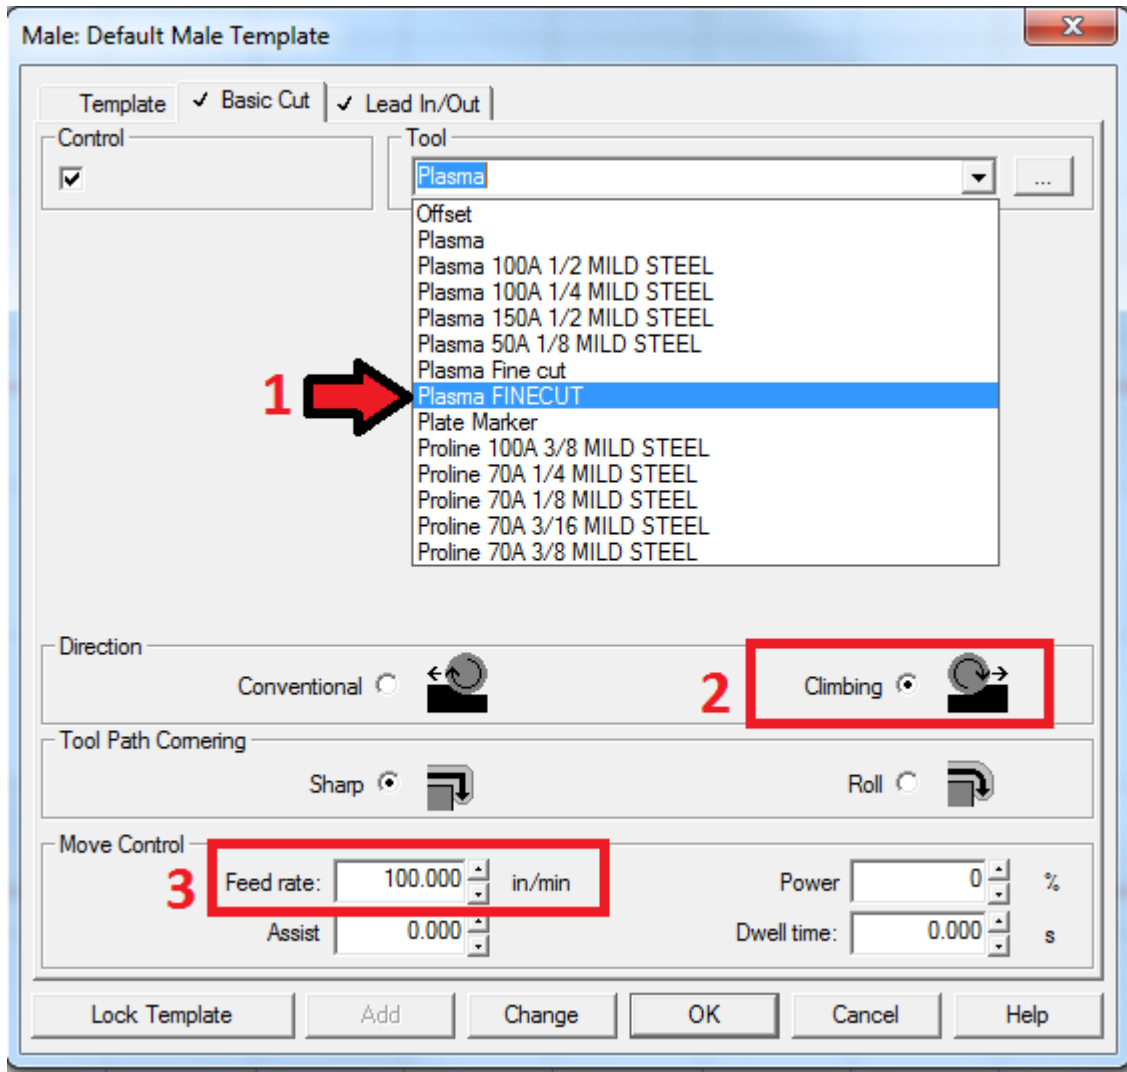 Male: Default Male Template
Template ✓ Basic Cut ✓ Lead In/Out
Control
Tool
Plasma ...
Offset
Plasma
Plasma 100A 1/2 MILD STEEL
Plasma 100A 1/4 MILD STEEL
Plasma 150A 1/2 MILD STEEL
Plasma 50A 1/8 MILD STEEL
Plasma Fine cut
1 Plasma FINECUT
Plate Marker
Proline 100A 3/8 MILD STEEL
Proline 70A 1/4 MILD STEEL
Proline 70A 1/8 MILD STEEL
Proline 70A 3/16 MILD STEEL
Proline 70A 3/8 MILD STEEL
Direction
Conventional 2 Climbing
Tool Path Cornering
Sharp Roll
Move Control
3 Feed rate: 100.000 in/min Power 0 %
Assist 0.000 Dwell time: 0.000 s
Lock Template Add Change OK Cancel Help